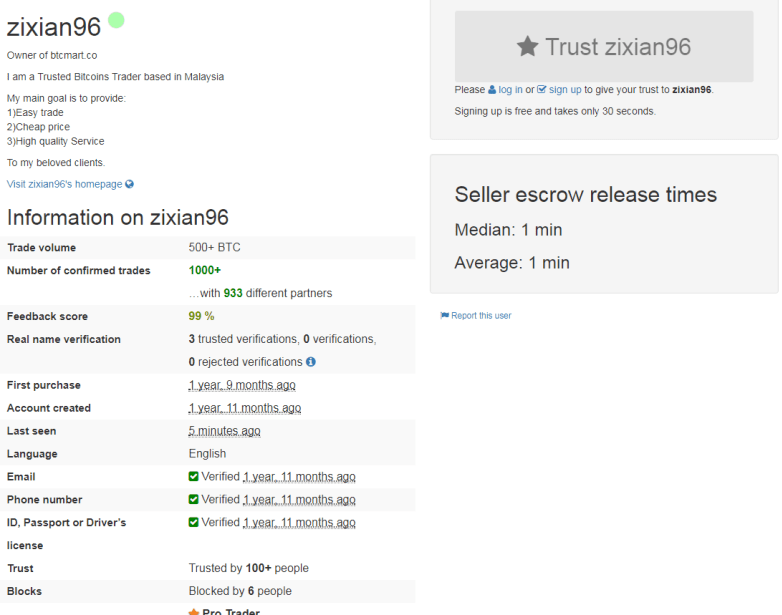 zixian96
Owner of btcmart.co
I am a Trusted Bitcoins Trader based in Malaysia
My main goal is to provide:
1)Easy trade
2)Cheap price
3)High quality Service
To my beloved clients.
Visit zixian96's homepage
Information on zixian96
Trade volume 500+ BTC
Number of confirmed trades 1000+
...with 933 different partners
Feedback score 99 %
Real name verification 3 trusted verifications, 0 verifications,
0 rejected verifications
First purchase 1 year, 9 months ago
Account created 1 year, 11 months ago
Last seen 5 minutes ago
Language English
Email Verified 1 year, 11 months ago
Phone number Verified 1 year, 11 months ago
ID, Passport or Driver's Verified 1 year, 11 months ago
license
Trust Trusted by 100+ people
Blocks Blocked by 6 people
Pro Trader
Trust zixian96
Please log in or sign up to give your trust to zixian96.
Signing up is free and takes only 30 seconds.
Seller escrow release times
Median: 1 min
Average: 1 min
Report this user